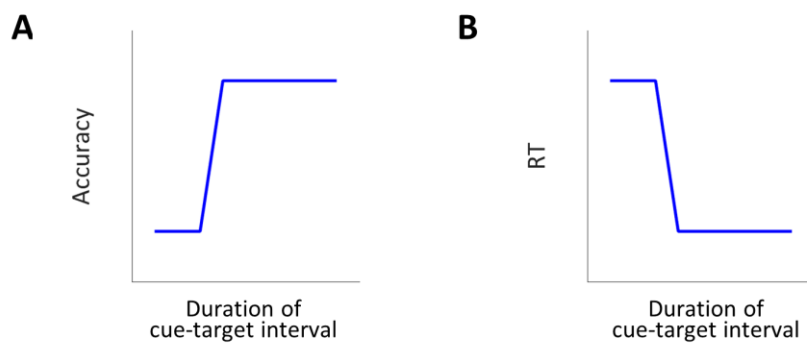 A
B
Accuracy
RT
Duration of
cue-target interval
Duration of
cue-target interval